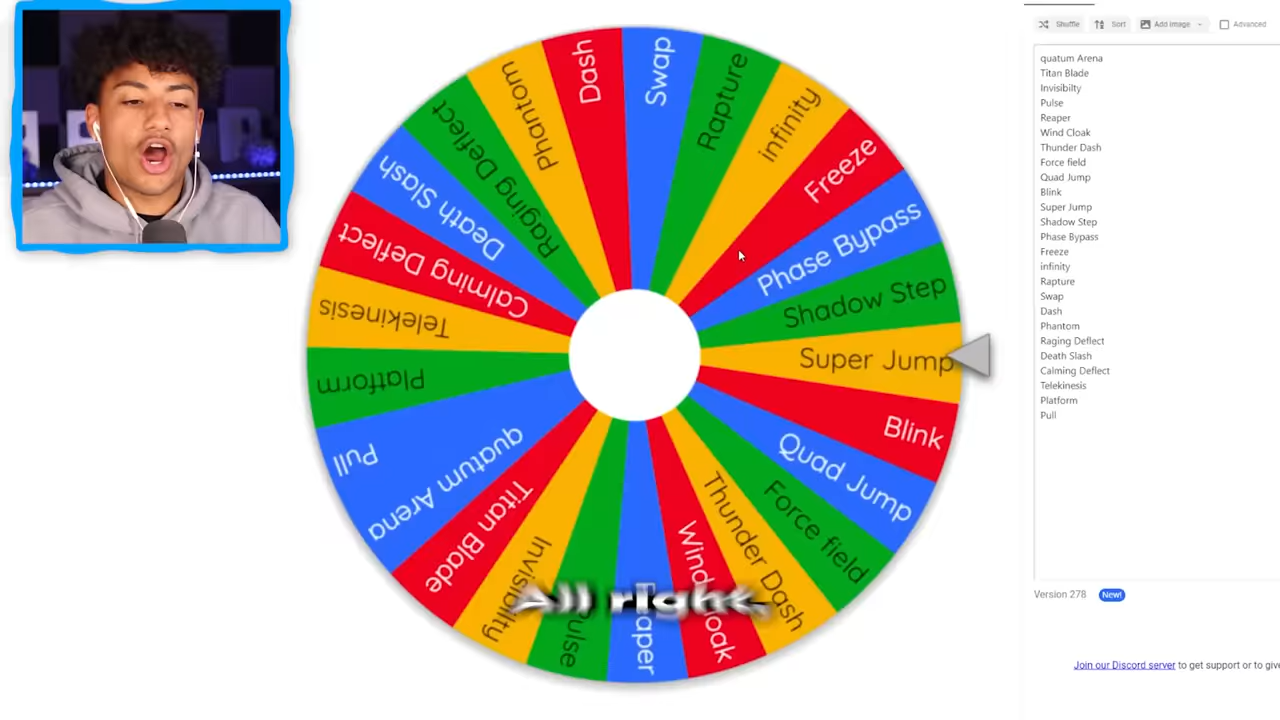 Dash
Swap
Rapture
infinity
Freeze
Phase Bypass
Shadow Step
Super Jump
Blink
Quad Jump
Force field
Thunder Dash
Wind Cloak
Reaper
Pulse
Invisibilty
Titan Blade
quatum Arena
Pull
Platform
Telekinesis
Calming Deflect
Death Slash
Raging Deflect
Phantom
All right,
Shuffle
Sort
Add image
Advanced
quatum Arena
Titan Blade
Invisibilty
Pulse
Reaper
Wind Cloak
Thunder Dash
Force field
Quad Jump
Blink
Super Jump
Shadow Step
Phase Bypass
Freeze
infinity
Rapture
Swap
Dash
Phantom
Raging Deflect
Death Slash
Calming Deflect
Telekinesis
Platform
Pull
Version 278 New!
Join our Discord server to get support or to give